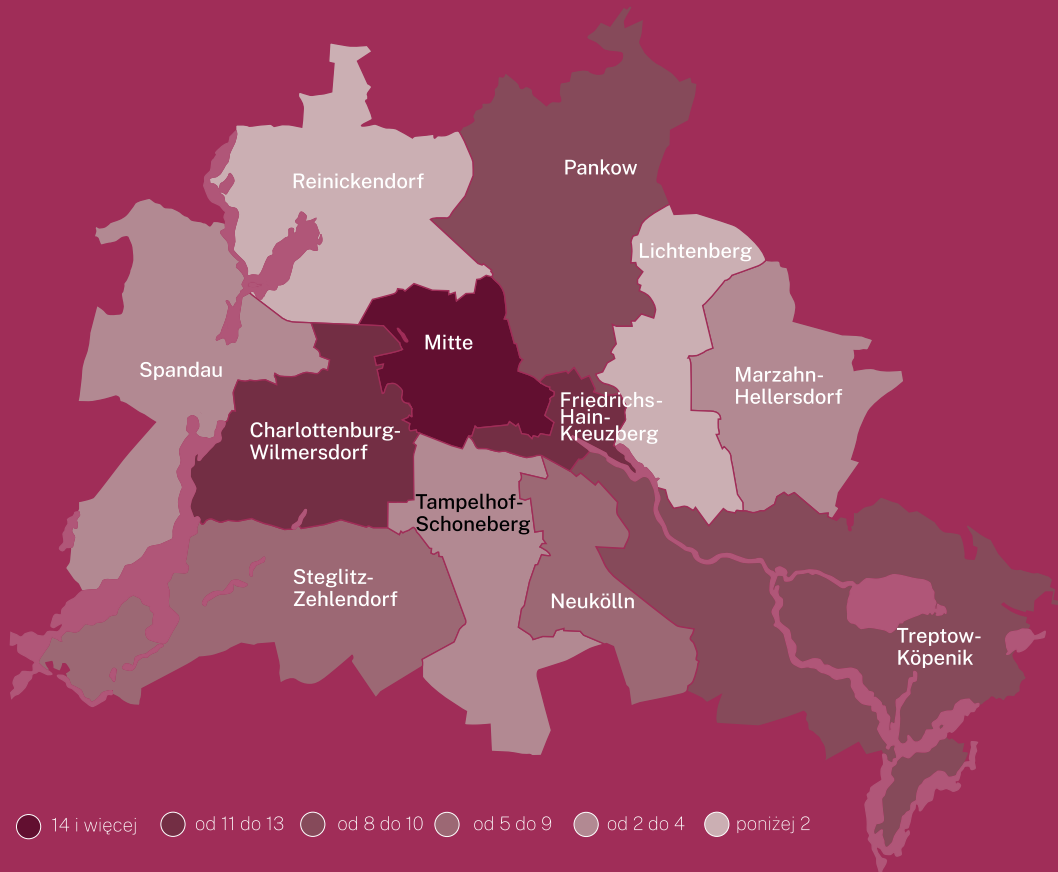 Reinickendorf
Pankow
Lichtenberg
Mitte
Spandau
Marzahn-
Hellersdorf
Friedrichs-
Hain-
Kreuzberg
Charlottenburg-
Wilmersdorf
Tampelhof-
Schoneberg
Steglitz-
Zehlendorf
Neukölln
Treptow-
Köpenik
14 i więcej
od 11 do 13
od 8 do 10
od 5 do 9
od 2 do 4
poniżej 2